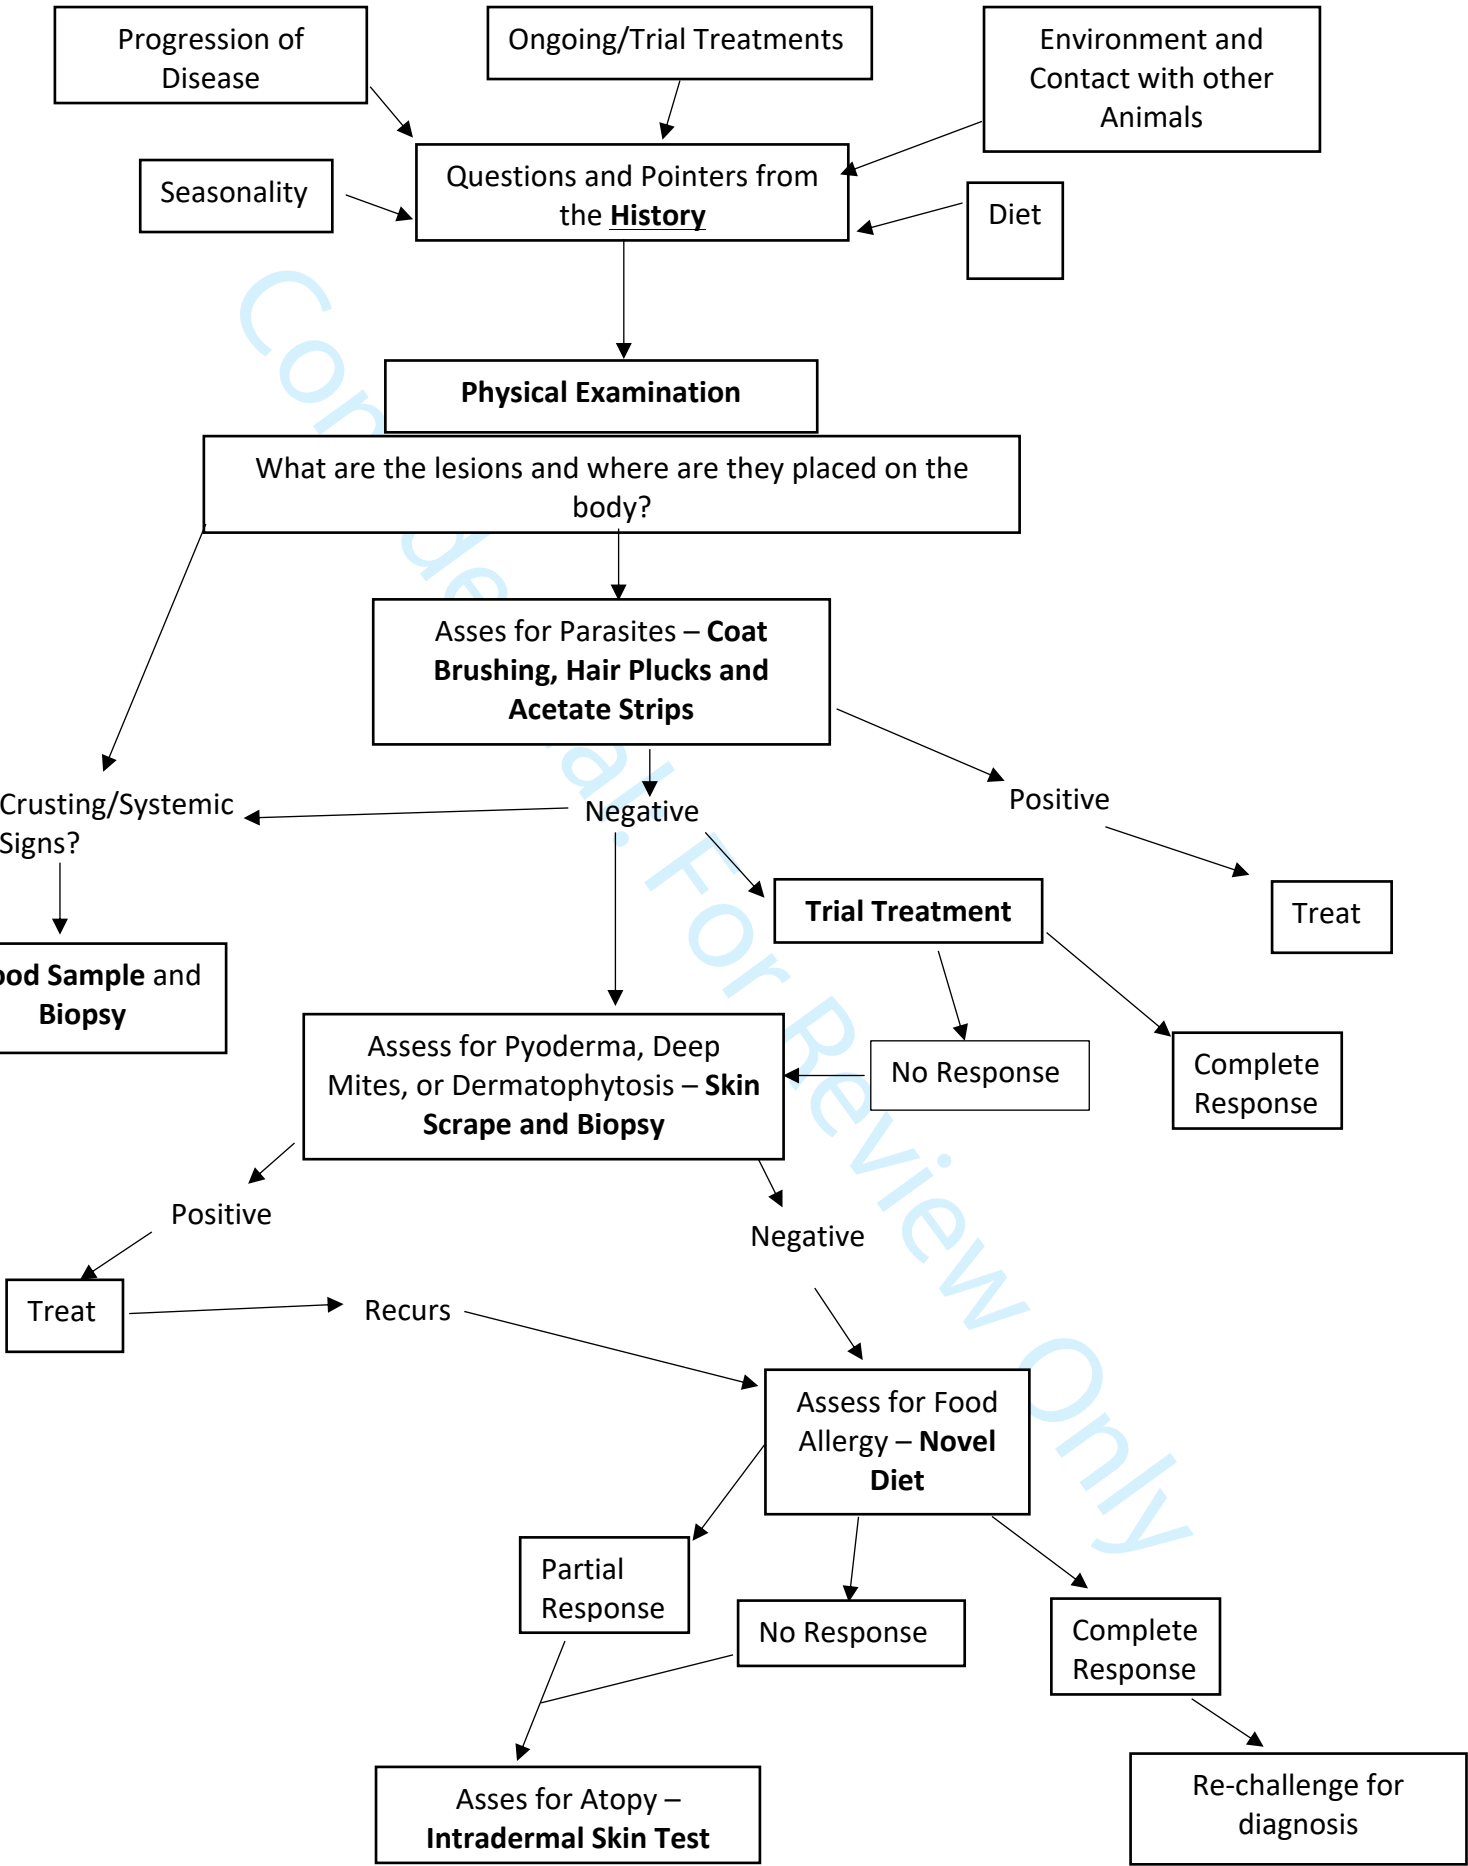 Progression of
Disease
Ongoing/Trial Treatments
Environment and
Contact with other
Animals
Seasonality
Questions and Pointers from
the History
Diet
Physical Examination
What are the lesions and where are they placed on the
body?
Asses for Parasites – Coat
Brushing, Hair Plucks and
Acetate Strips
Crusting/Systemic
Signs?
Negative
Positive
Trial Treatment
Treat
Sample and
Biopsy
Assess for Pyoderma, Deep
Mites, or Dermatophytosis – Skin
Scrape and Biopsy
No Response
Complete
Response
Positive
Negative
Treat
Recurs
Assess for Food
Allergy – Novel
Diet
Partial
Response
No Response
Complete
Response
Asses for Atopy –
Intradermal Skin Test
Re-challenge for
diagnosis
For Review Only